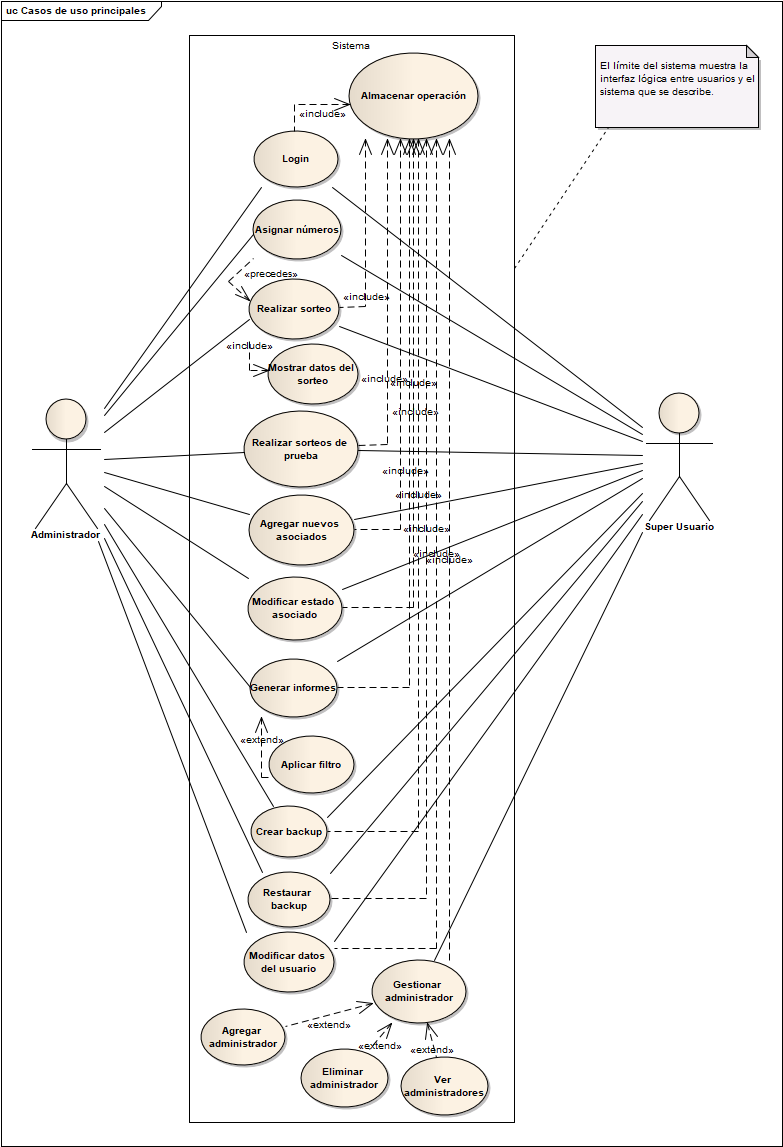 uc Casos de uso principales
Sistema
El límite del sistema muestra la
interfaz lógica entre usuarios y el
sistema que se describe.
Almacenar operación
«include»
Login
Asignar números
«precedes»
Realizar sorteo
«include»
«include»
Mostrar datos del
sorteo
«include»
«include»
«include»
Realizar sorteos de
prueba
«include»
«include»
Agregar nuevos
asociados
«include»
«include»
«include»
Administrador
Super Usuario
Modificar estado
asociado
Generar informes
«extend»
Aplicar filtro
Crear backup
Restaurar
backup
Modificar datos
del usuario
Gestionar
administrador
Agregar
administrador
«extend»
«extend»
«extend»
Eliminar
administrador
Ver
administradores